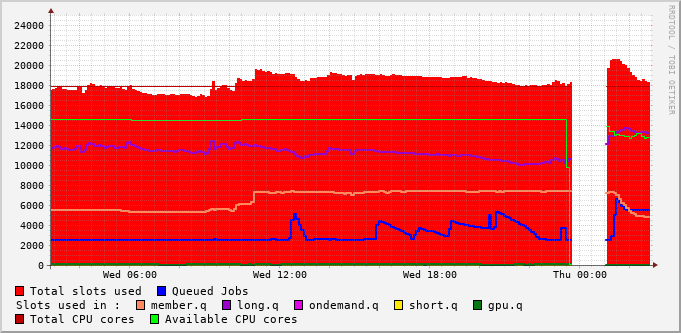 RRDTOOL / TOBI OETIKER
24000
22000
20000
18000
16000
14000
12000
10000
8000
6000
4000
2000
0
Wed 06:00 Wed 12:00 Wed 18:00 Thu 00:00
Total slots used Queued Jobs
Slots used in : member.q long.q ondemand.q short.q gpu.q
Total CPU cores Available CPU cores